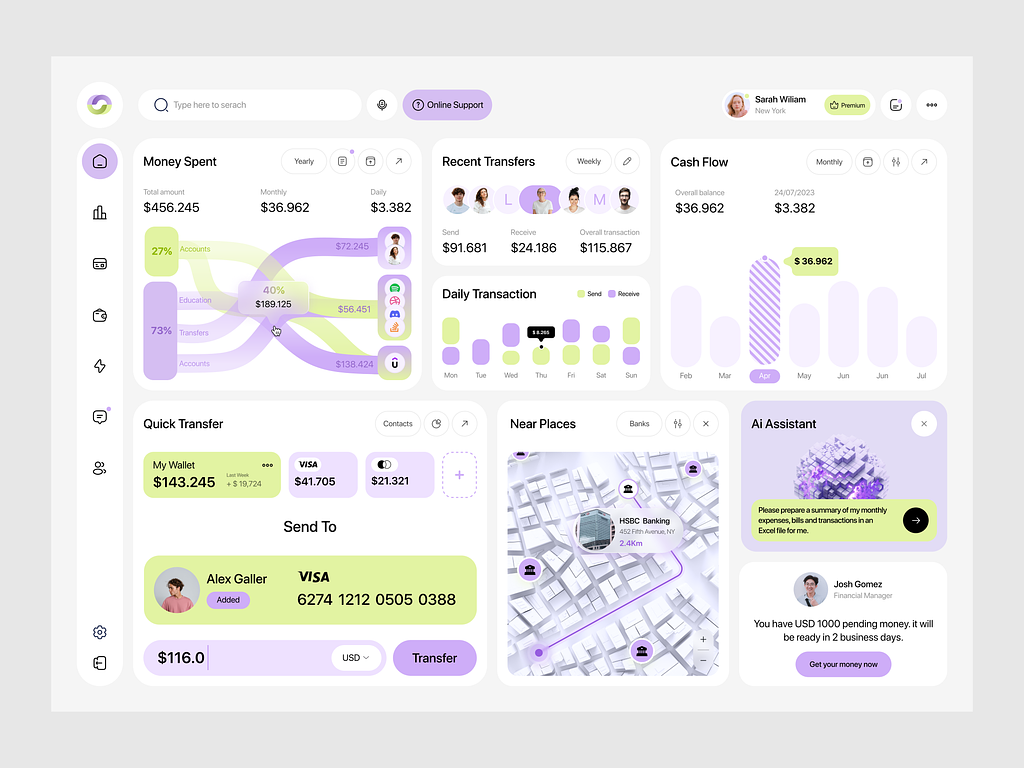 Type here to serach
Online Support
Sarah Wiliam
New York
Premium
Money Spent
Yearly
Total amount
$456.245
Monthly
$36.962
Daily
$3.382
27%
Accounts
$72.245
40%
$189.125
Education
$56.451
73%
Transfers
Accounts
$138.424
Recent Transfers
Weekly
L
M
Send
$91.681
Receive
$24.186
Overall transaction
$115.867
Daily Transaction
Send
Receive
$ 8.265
Mon Tue Wed Thu Fri Sat Sun
Cash Flow
Monthly
Overall balance
$36.962
24/07/2023
$3.382
$ 36.962
Feb Mar Apr May Jun Jun Jul
Quick Transfer
Contacts
My Wallet
$143.245
Last Week
+ $ 19,724
VISA
$41.705
$21.321
+
Send To
Alex Galler
Added
VISA
6274 1212 0505 0388
$116.0
USD
Transfer
Near Places
Banks
HSBC Banking
452 Fifth Avenue, NY
2.4Km
+
−
Ai Assistant
Please prepare a summary of my monthly
expenses, bills and transactions in an
Excel file for me.
Josh Gomez
Financial Manager
You have USD 1000 pending money. it will
be ready in 2 business days.
Get your money now